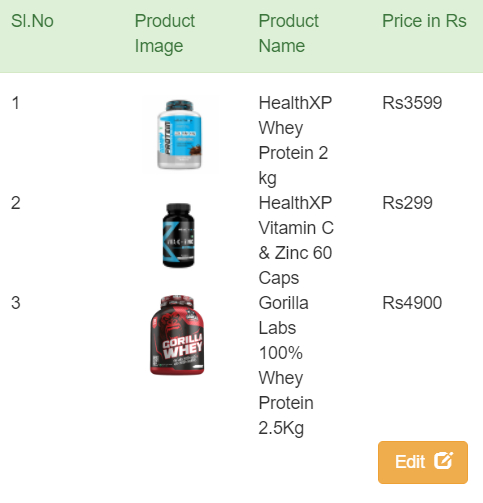 Sl.No Product Image Product Name Price in Rs
1 HealthXP Whey Protein 2 kg Rs3599
PROTEIN
2 HealthXP Vitamin C & Zinc 60 Caps Rs299
3 Gorilla Labs 100% Whey Protein 2.5Kg Rs4900
GORILLA
WHEY
Edit